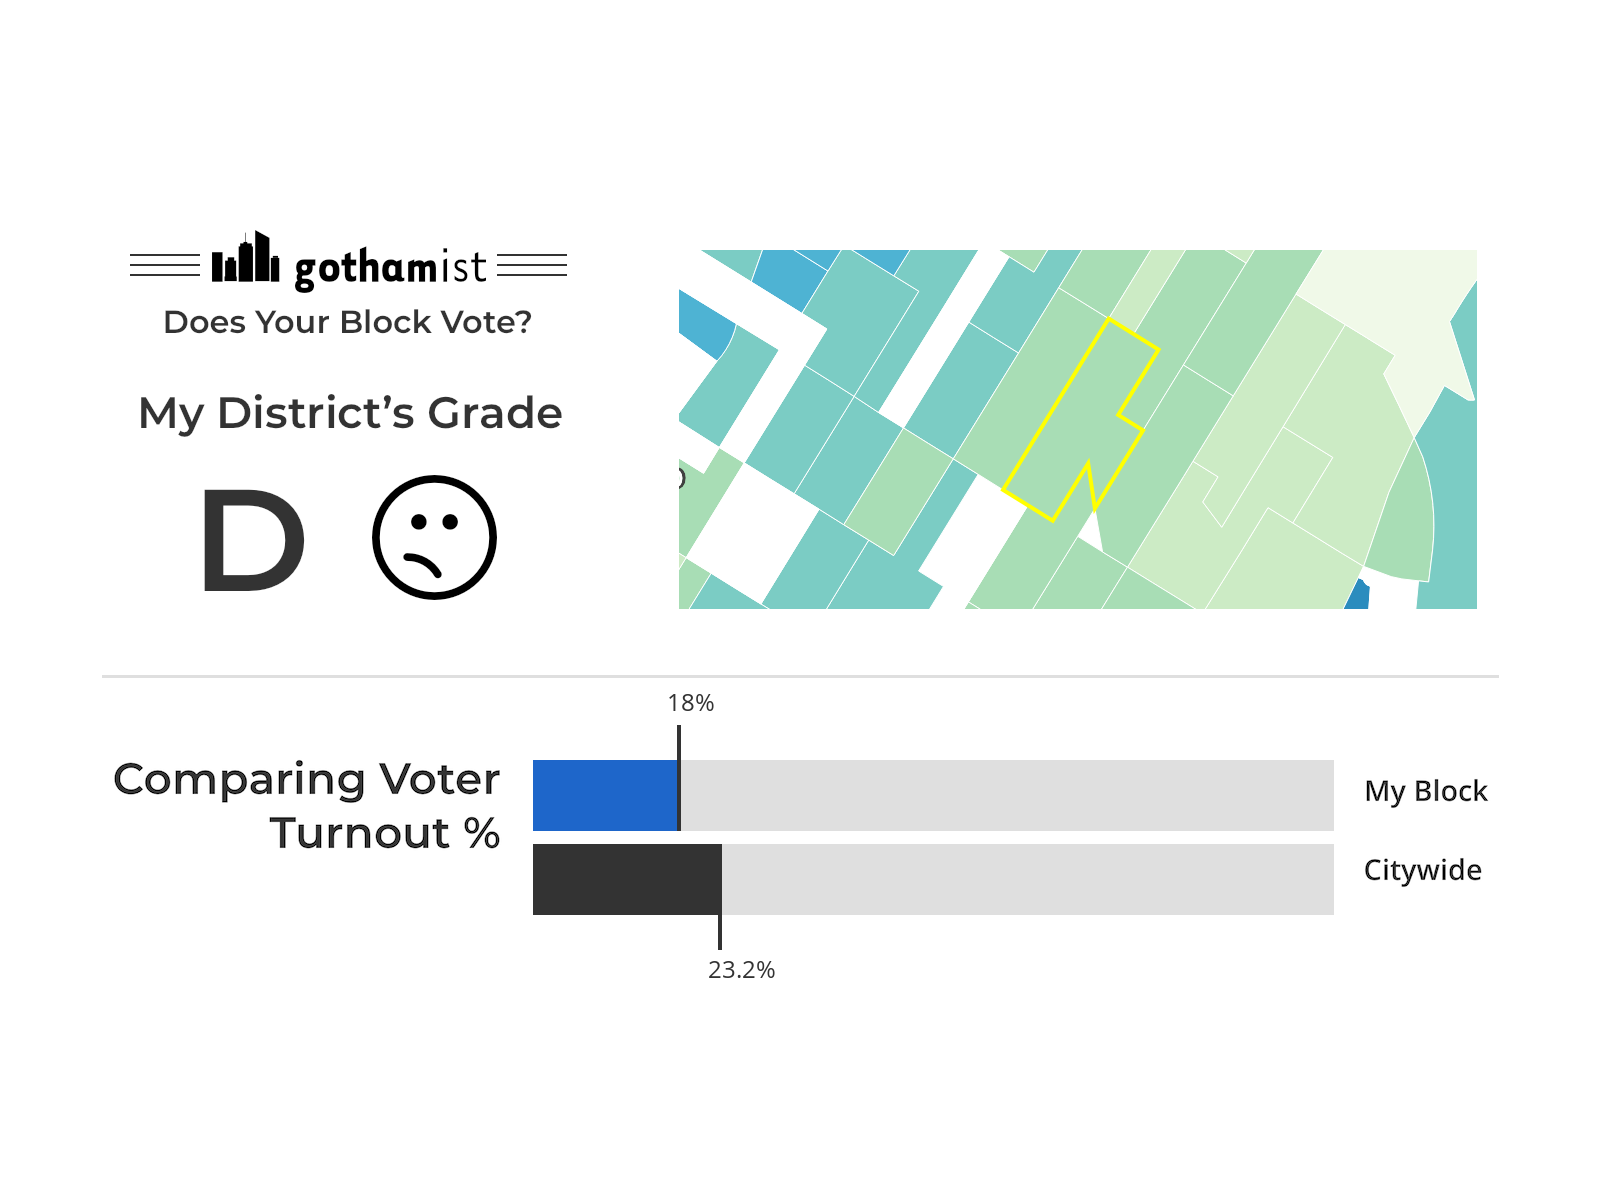 gothamist
Does Your Block Vote?
My District’s Grade
D
18%
Comparing Voter
Turnout %
My Block
Citywide
23.2%